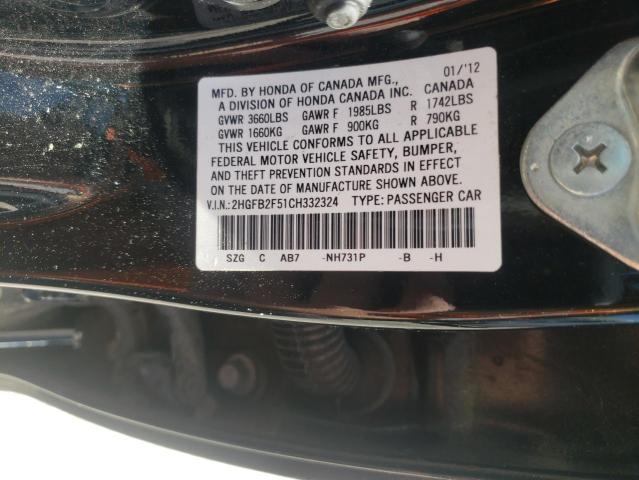 MFD. BY HONDA OF CANADA MFG., 01/'12
A DIVISION OF HONDA CANADA INC. CANADA
GVWR 3660LBS GAWR F 1985LBS R 1742LBS
GVWR 1660KG GAWR F 900KG R 790KG
THIS VEHICLE CONFORMS TO ALL APPLICABLE
FEDERAL MOTOR VEHICLE SAFETY, BUMPER,
AND THEFT PREVENTION STANDARDS IN EFFECT
ON THE DATE OF MANUFACTURE SHOWN ABOVE.
V.I.N.: 2HGFB2F51CH332324 TYPE: PASSENGER CAR
SZG C AB7 -NH731P -B -H